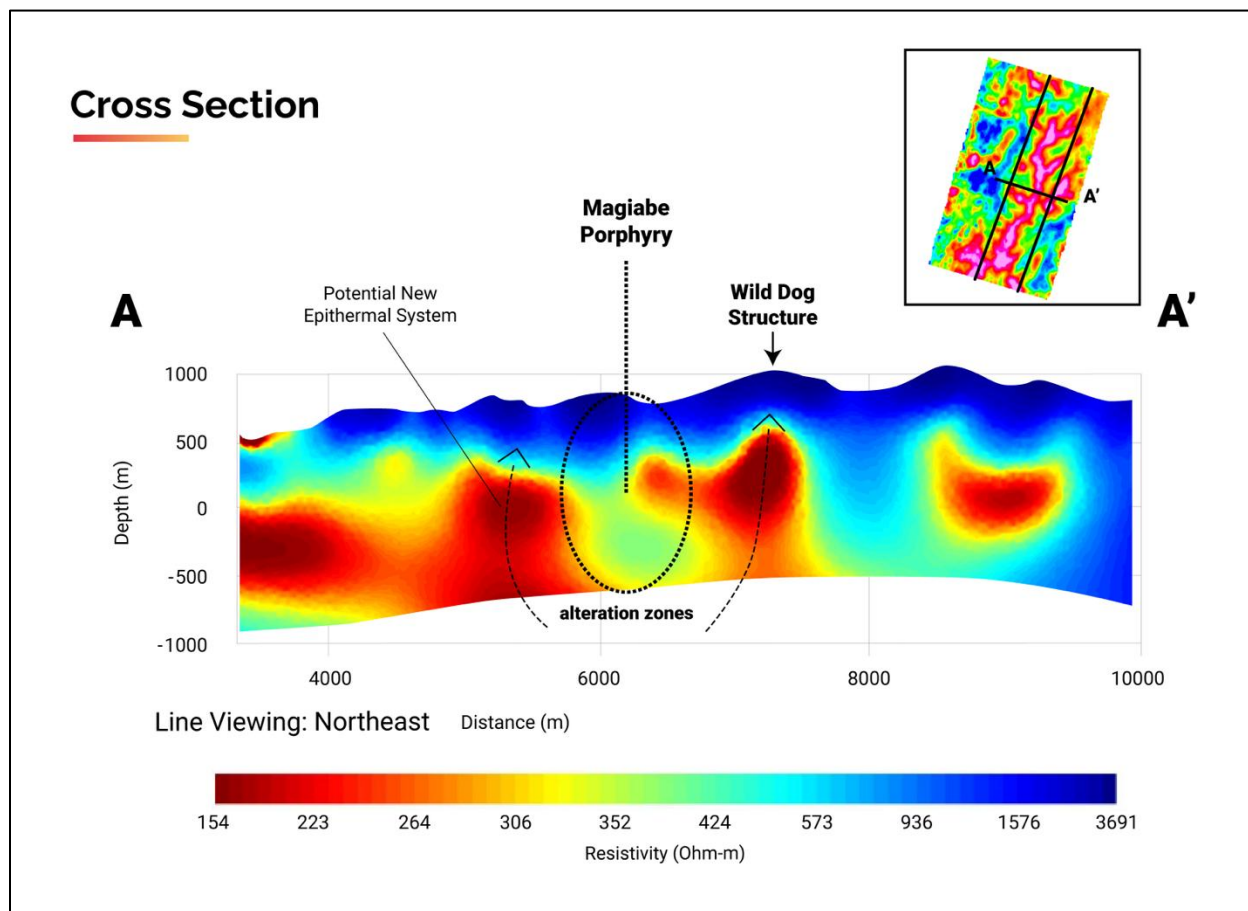 Cross Section
A
A'
Magiabe
Porphyry
Potential New
Epithermal System
Wild Dog
Structure
A
A’
1000
500
0
-500
-1000
Depth (m)
alteration zones
4000
6000
8000
10000
Line Viewing: Northeast
Distance (m)
154
223
264
306
352
424
573
936
1576
3691
Resistivity (Ohm-m)